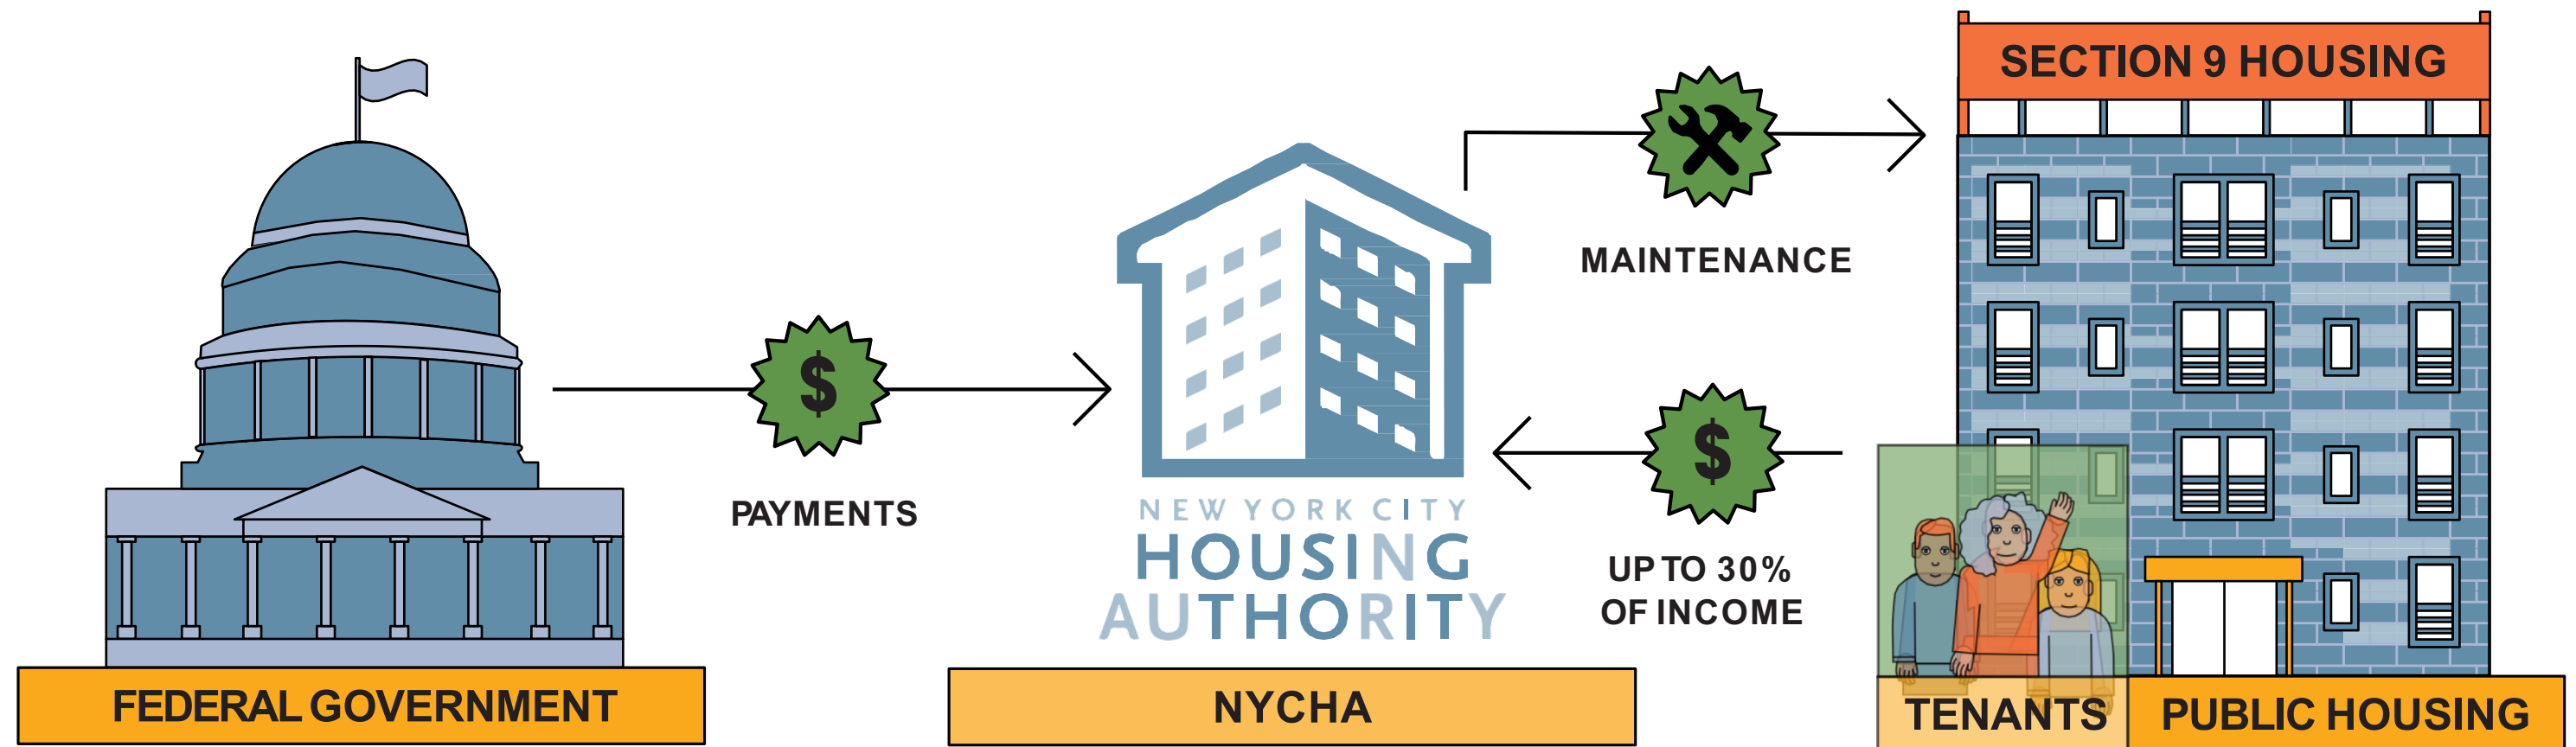 SECTION 9 HOUSING
MAINTENANCE
$
PAYMENTS
$
UP TO 30%
OF INCOME
NEW YORK CITY
HOUSING
AUTHORITY
FEDERAL GOVERNMENT
NYCHA
TENANTS
PUBLIC HOUSING